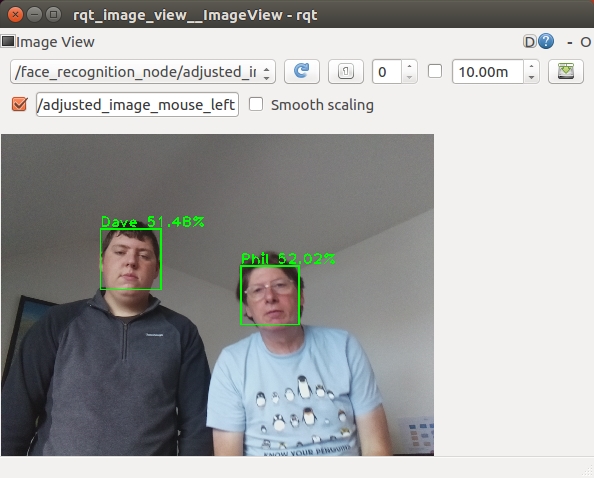 rqt_image_view__ImageView - rqt
Image View D ? - O
/face_recognition_node/adjusted_i 0 10.00m
/adjusted_image_mouse_left Smooth scaling
Dave 51.48%
Phil 52.02%
KNOW YOUR PENGUINS